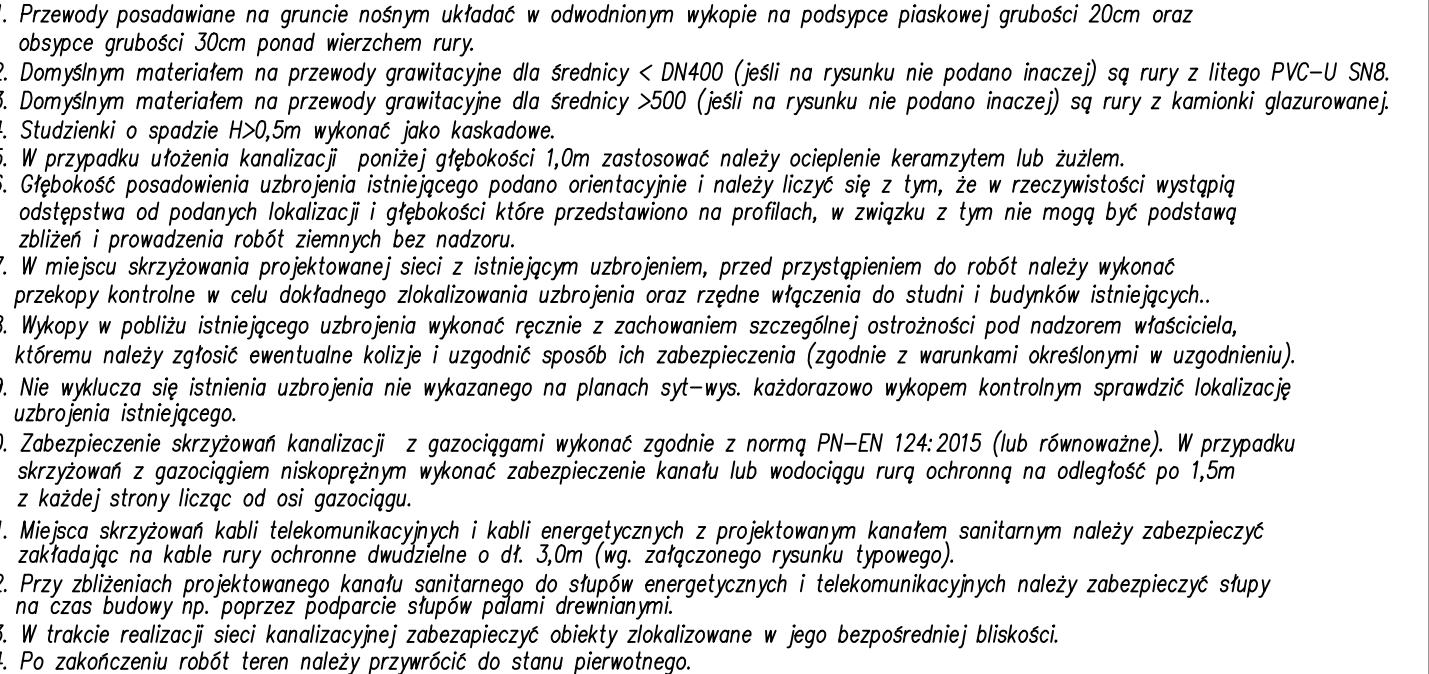 . Przewody posadawiane na gruncie nośnym układać w odwodnionym wykopie na podsypce piaskowej grubości 20cm oraz
obsypce grubości 30cm ponad wierzchem rury.
2. Domyślnym materiałem na przewody grawitacyjne dla średnicy < DN400 (jeśli na rysunku nie podano inaczej) są rury z litego PVC-U SN8.
3. Domyślnym materiałem na przewody grawitacyjne dla średnicy >500 (jeśli na rysunku nie podano inaczej) są rury z kamionki glazurowanej.
4. Studzienki o spadzie H>0,5m wykonać jako kaskadowe.
5. W przypadku ułożenia kanalizacji poniżej głębokości 1,0m zastosować należy ocieplenie keramzytem lub żużlem.
6. Głębokość posadowienia uzbrojenia istniejącego podano orientacyjnie i należy liczyć się z tym, że w rzeczywistości wystąpią
odstępstwa od podanych lokalizacji i głębokości które przedstawiono na profilach, w związku z tym nie mogą być podstawą
zbliżeń i prowadzenia robót ziemnych bez nadzoru.
7. W miejscu skrzyżowania projektowanej sieci z istniejącym uzbrojeniem, przed przystąpieniem do robót należy wykonać
przekopy kontrolne w celu dokładnego zlokalizowania uzbrojenia oraz rzędne włączenia do studni i budynków istniejących..
8. Wykopy w pobliżu istniejącego uzbrojenia wykonać ręcznie z zachowaniem szczególnej ostrożności pod nadzorem właściciela,
któremu należy zgłosić ewentualne kolizje i uzgodnić sposób ich zabezpieczenia (zgodnie z warunkami określonymi w uzgodnieniu).
9. Nie wyklucza się istnienia uzbrojenia nie wykazanego na planach syt-wys. każdorazowo wykopem kontrolnym sprawdzić lokalizację
uzbrojenia istniejącego.
0. Zabezpieczenie skrzyżowań kanalizacji z gazociągami wykonać zgodnie z normą PN-EN 124:2015 (lub równoważne). W przypadku
skrzyżowań z gazociągiem niskoprężnym wykonać zabezpieczenie kanału lub wodociągu rurą ochronną na odległość po 1,5m
z każdej strony licząc od osi gazociągu.
1. Miejsca skrzyżowań kabli telekomunikacyjnych i kabli energetycznych z projektowanym kanałem sanitarnym należy zabezpieczyć
zakładając na kable rury ochronne dwudzielne o dł. 3,0m (wg. załączonego rysunku typowego).
2. Przy zbliżeniach projektowanego kanału sanitarnego do słupów energetycznych i telekomunikacyjnych należy zabezpieczyć słupy
na czas budowy np. poprzez podparcie słupów palami drewnianymi.
3. W trakcie realizacji sieci kanalizacyjnej zabezapieczyć obiekty zlokalizowane w jego bezpośredniej bliskości.
4. Po zakończeniu robót teren należy przywrócić do stanu pierwotnego.